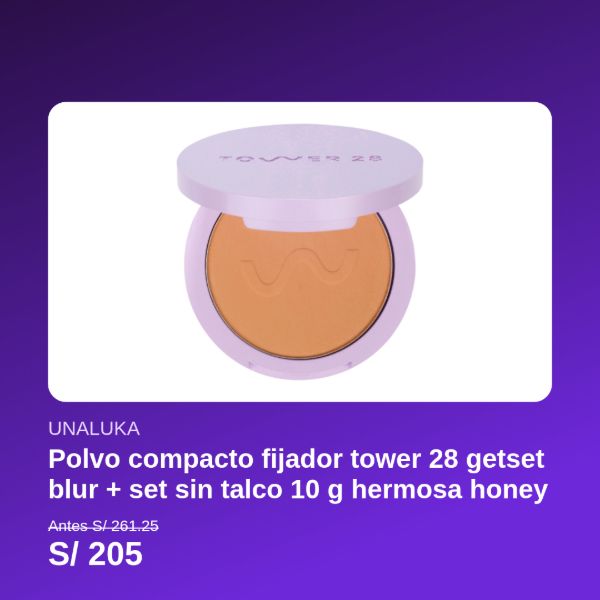 TOWER 28
UNALUKA
Polvo compacto fijador tower 28 getset
blur + set sin talco 10 g hermosa honey
Antes S/ 261.25
S/ 205